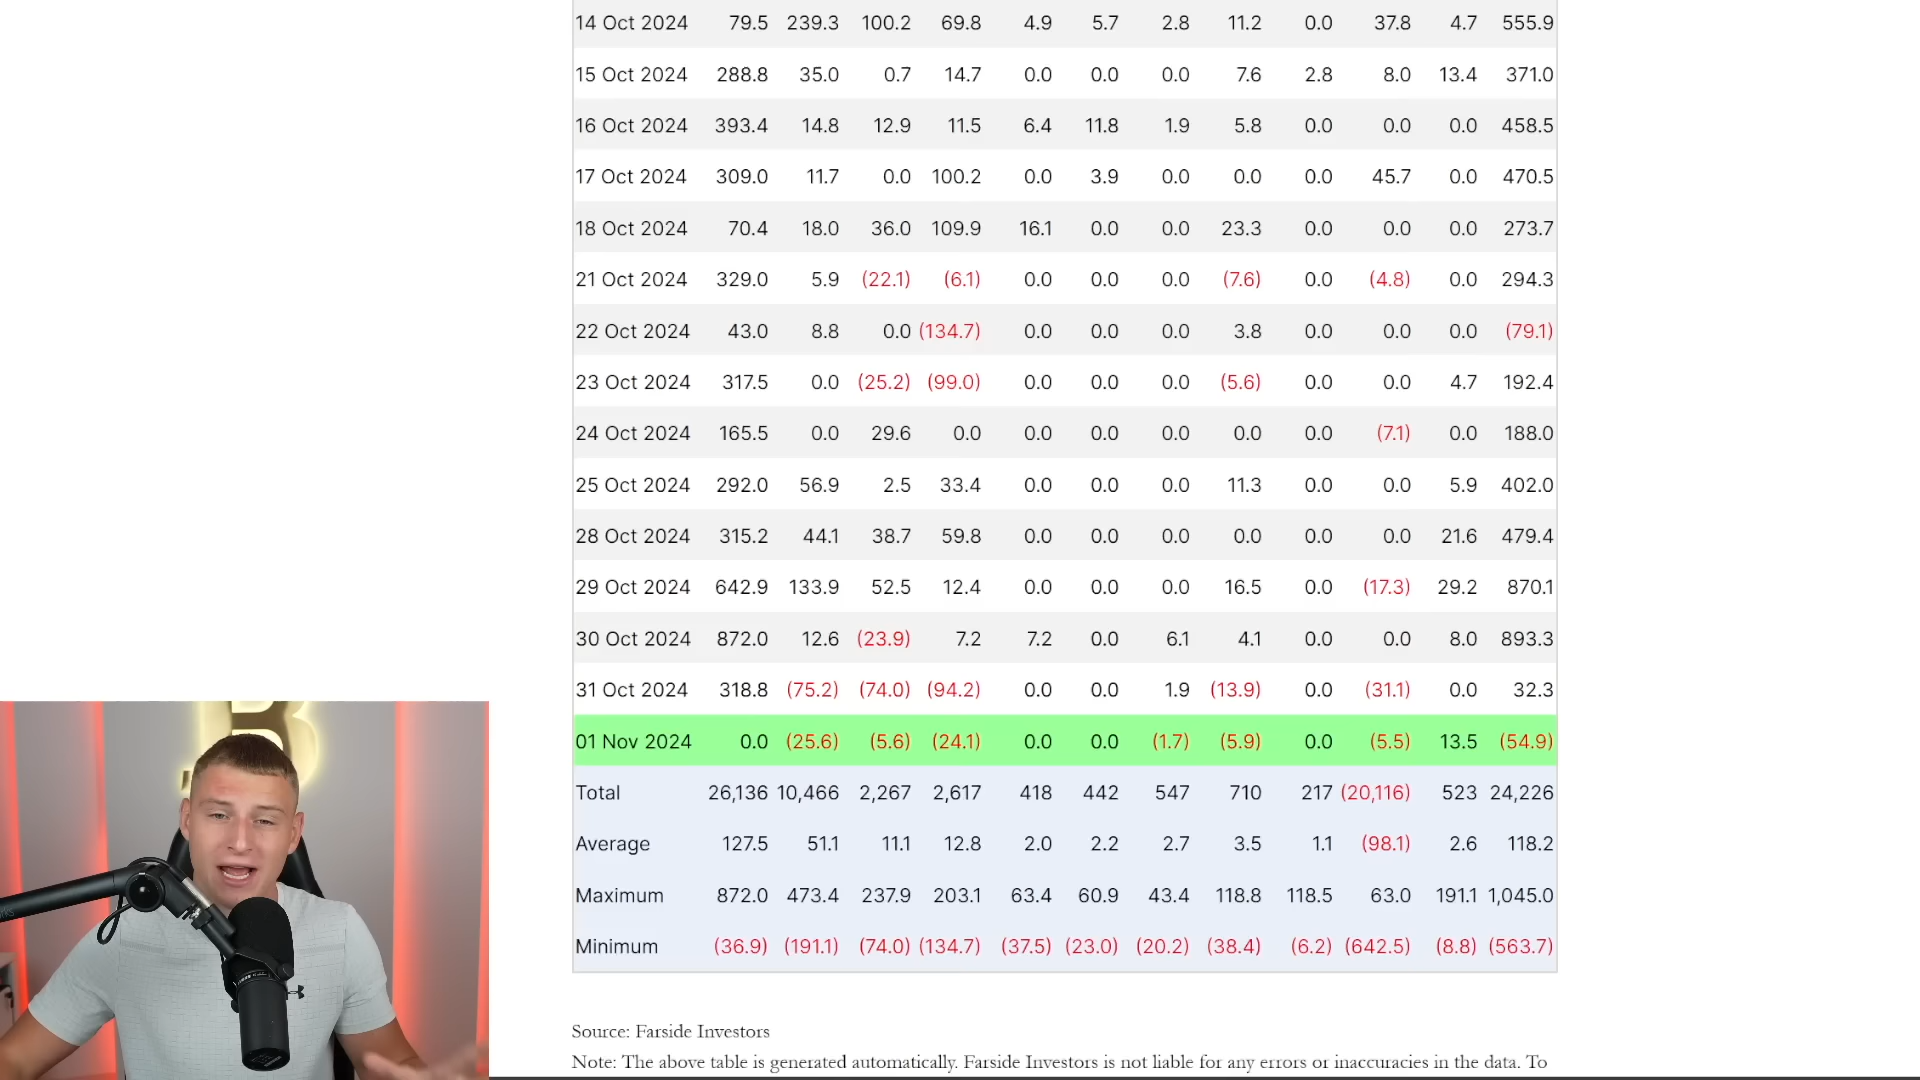 14 Oct 2024 79.5 239.3 100.2 69.8 4.9 5.7 2.8 11.2 0.0 37.8 4.7 555.9
15 Oct 2024 288.8 35.0 0.7 14.7 0.0 0.0 0.0 7.6 2.8 8.0 13.4 371.0
16 Oct 2024 393.4 14.8 12.9 11.5 6.4 11.8 1.9 5.8 0.0 0.0 0.0 458.5
17 Oct 2024 309.0 11.7 0.0 100.2 0.0 3.9 0.0 0.0 0.0 45.7 0.0 470.5
18 Oct 2024 70.4 18.0 36.0 109.9 16.1 0.0 0.0 23.3 0.0 0.0 0.0 273.7
21 Oct 2024 329.0 5.9 (22.1) (6.1) 0.0 0.0 0.0 (7.6) 0.0 (4.8) 0.0 294.3
22 Oct 2024 43.0 8.8 0.0 (134.7) 0.0 0.0 0.0 3.8 0.0 0.0 0.0 (79.1)
23 Oct 2024 317.5 0.0 (25.2) (99.0) 0.0 0.0 0.0 (5.6) 0.0 0.0 4.7 192.4
24 Oct 2024 165.5 0.0 29.6 0.0 0.0 0.0 0.0 0.0 0.0 (7.1) 0.0 188.0
25 Oct 2024 292.0 56.9 2.5 33.4 0.0 0.0 0.0 11.3 0.0 0.0 5.9 402.0
28 Oct 2024 315.2 44.1 38.7 59.8 0.0 0.0 0.0 0.0 0.0 0.0 21.6 479.4
29 Oct 2024 642.9 133.9 52.5 12.4 0.0 0.0 0.0 16.5 0.0 (17.3) 29.2 870.1
30 Oct 2024 872.0 12.6 (23.9) 7.2 7.2 0.0 6.1 4.1 0.0 0.0 8.0 893.3
31 Oct 2024 318.8 (75.2) (74.0) (94.2) 0.0 0.0 1.9 (13.9) 0.0 (31.1) 0.0 32.3
01 Nov 2024 0.0 (25.6) (5.6) (24.1) 0.0 0.0 (1.7) (5.9) 0.0 (5.5) 13.5 (54.9)
Total 26,136 10,466 2,267 2,617 418 442 547 710 217 (20,116) 523 24,226
Average 127.5 51.1 11.1 12.8 2.0 2.2 2.7 3.5 1.1 (98.1) 2.6 118.2
Maximum 872.0 473.4 237.9 203.1 63.4 60.9 43.4 118.8 118.5 63.0 191.1 1,045.0
Minimum (36.9) (191.1) (74.0) (134.7) (37.5) (23.0) (20.2) (38.4) (6.2) (642.5) (8.8) (563.7)
Source: Farside Investors
Note: The above table is generated automatically. Farside Investors is not liable for any errors or inaccuracies in the data. To